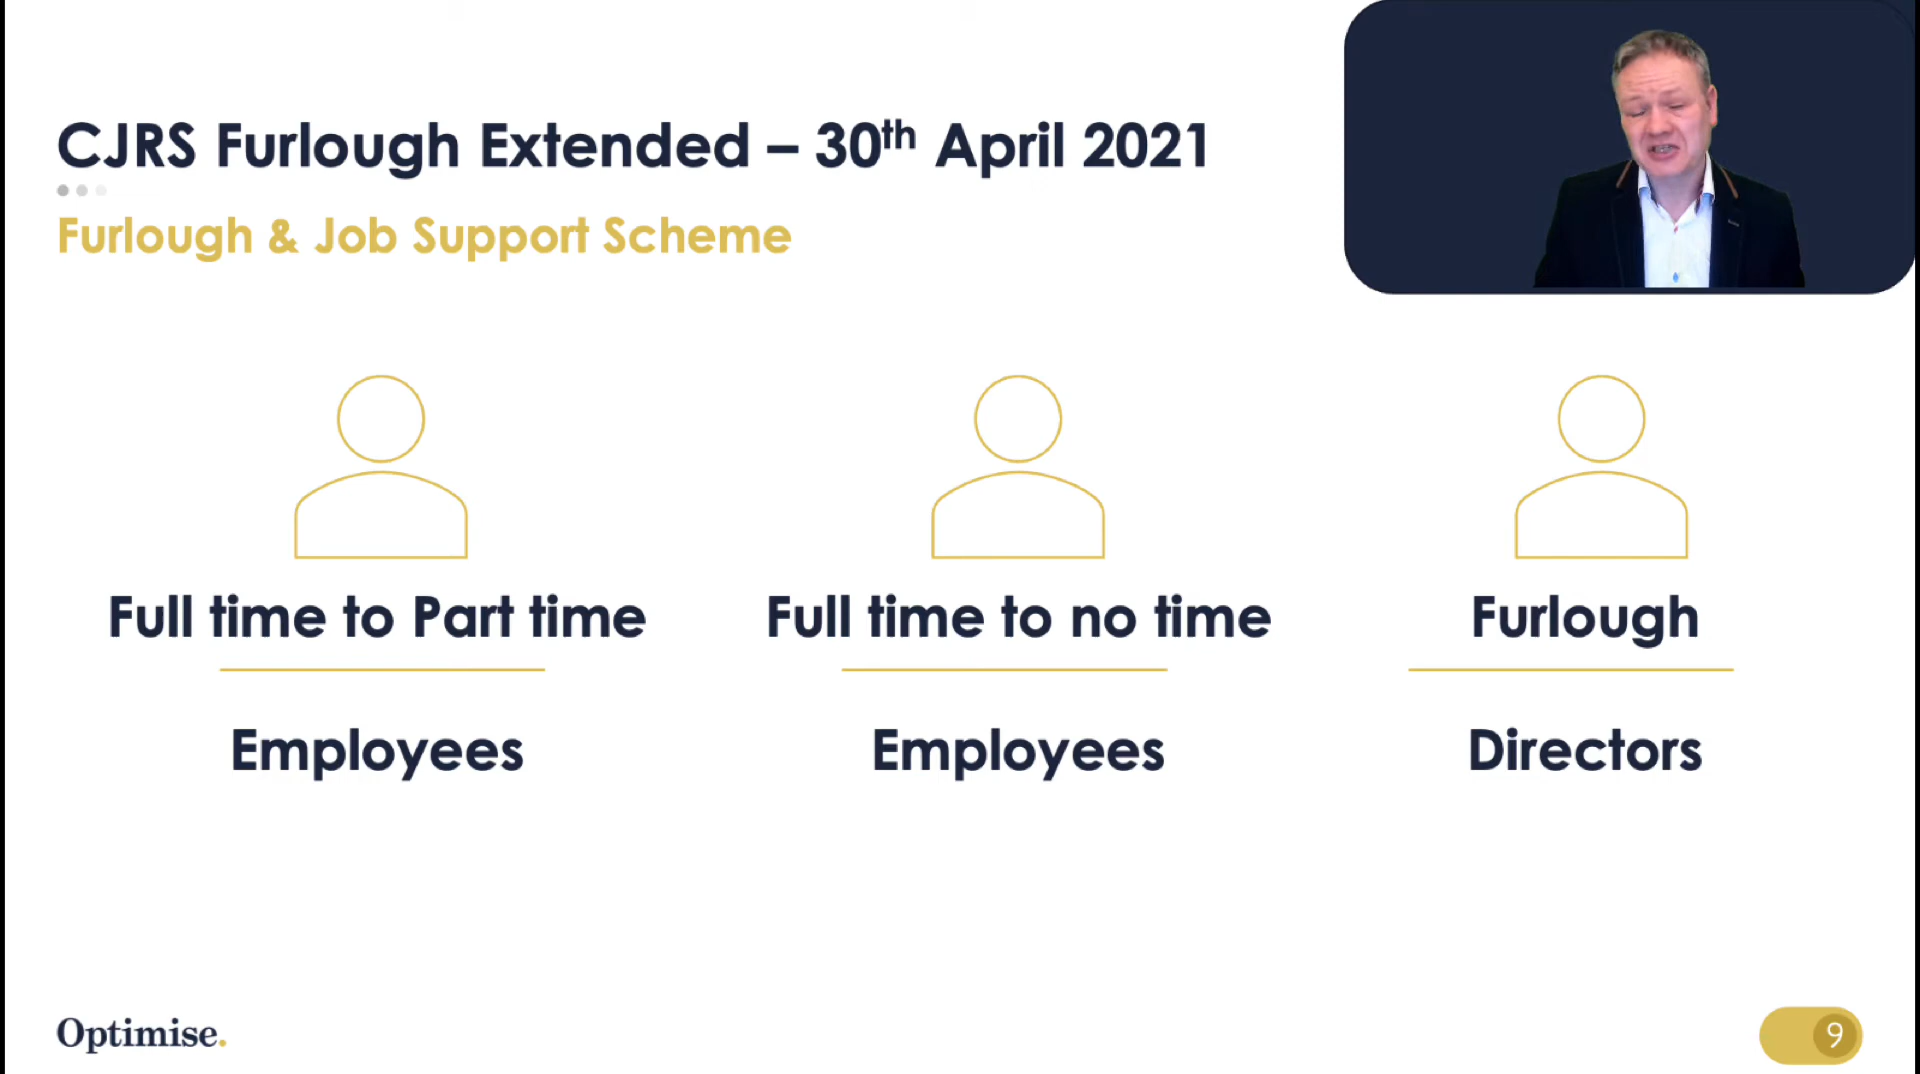 CJRS Furlough Extended – 30th April 2021
Furlough & Job Support Scheme
Full time to Part time
Employees
Full time to no time
Employees
Furlough
Directors
Optimise.
9